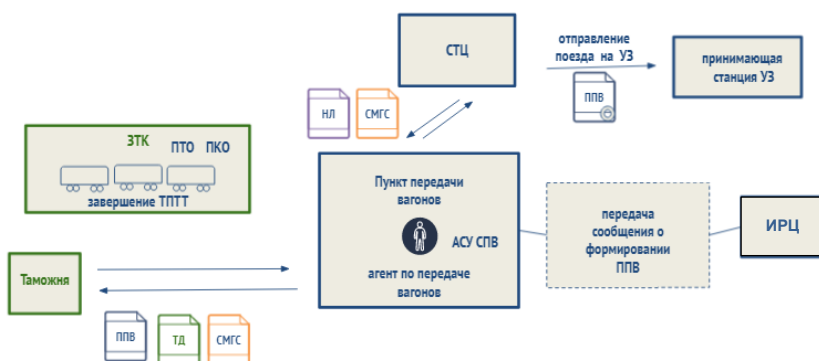 СТЦ
отправление
поезда на УЗ
ППВ
принимающая
станция УЗ
НЛ
СМГС
ЗТК
ПТО ПКО
завершение ТПТТ
Пункт передачи
вагонов
АСУ СПВ
агент по передаче
вагонов
передача
сообщения о
формировании
ППВ
ИРЦ
Таможня
ППВ
ТД
СМГС